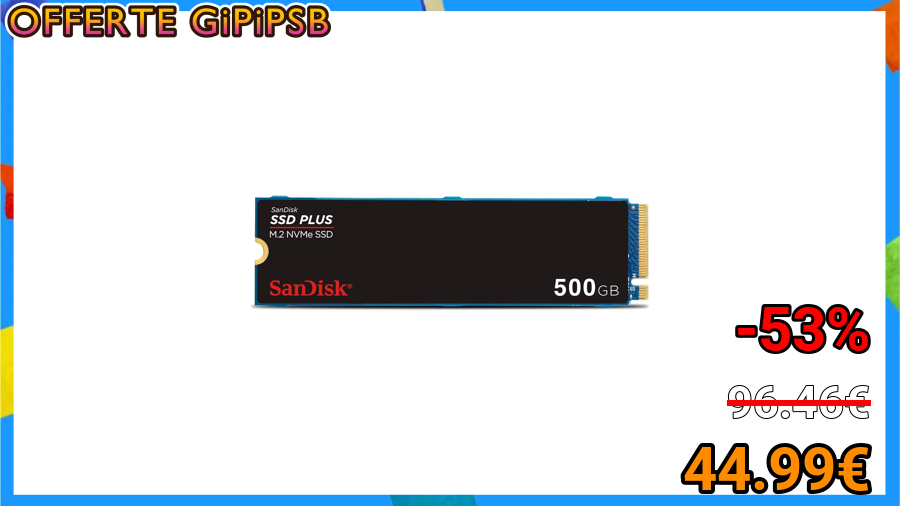 OFFERTE GiPiPSB
SanDisk
SSD PLUS
M.2 NVMe SSD
SanDisk®
500GB
-53%
96.46€
44.99€